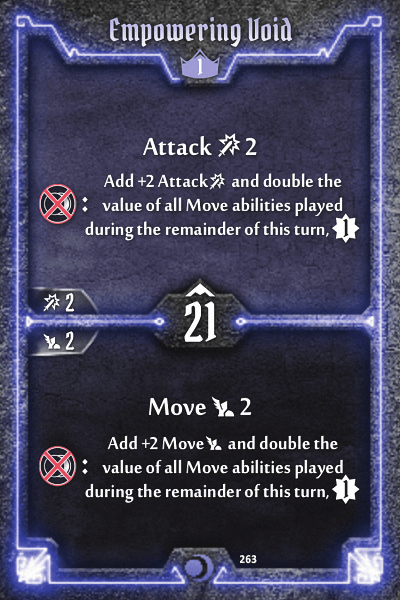 Empowering Void
1
Attack 2
Add +2 Attack and double the
: value of all Move abilities played
during the remainder of this turn, 1
2
21
2
Move 2
Add +2 Move and double the
: value of all Move abilities played
during the remainder of this turn, 1
263